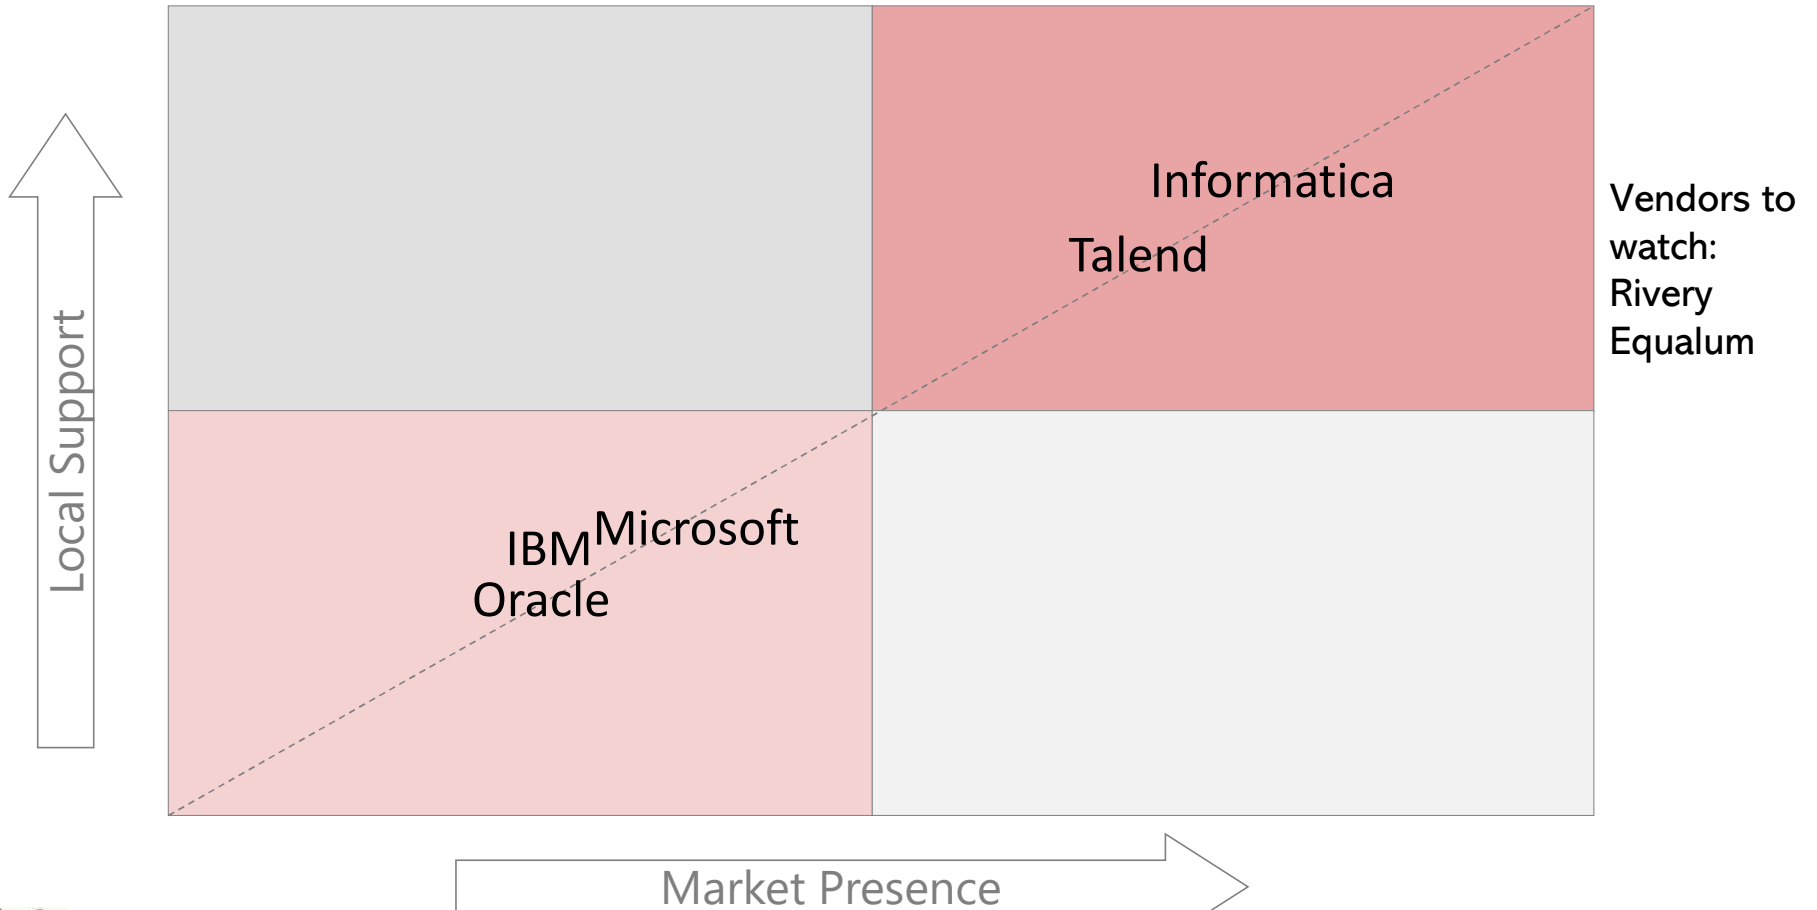 Informatica
Talend
Vendors to
watch:
Rivery
Equalum
Local Support
Microsoft
IBM
Oracle
Market Presence